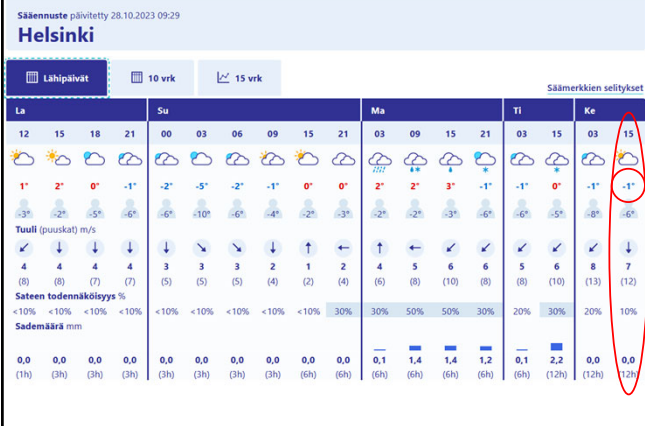 Sääennuste päivitetty 28.10.2023 09:29
Helsinki
Lähipäivät 10 vrk 15 vrk
Säämerkkien selitykset
La Su Ma Ti Ke
12 15 18 21 00 03 06 09 15 21 03 09 15 21 03 15 03 15
1° 2° 0° -1° -2° -5° -2° -1° 0° 0° 2° 2° 3° -1° -1° 0° -1° -1°
-3° -2° -5° -6° -6° -10° -6° -4° -2° -3° -2° -2° -3° -6° -6° -5° -8° -6°
Tuuli (puuskat) m/s
4 4 4 4 3 3 3 2 1 2 4 5 6 6 5 6 8 7
(8) (8) (7) (7) (5) (5) (5) (4) (2) (4) (6) (8) (10) (8) (8) (10) (13) (12)
Sateen todennäköisyys %
<10% <10% <10% <10% <10% <10% <10% <10% <10% 30% 30% 50% 50% 30% 20% 30% 20% 10%
Sademäärä mm
0,0 0,0 0,0 0,0 0,0 0,0 0,0 0,0 0,0 0,0 0,1 1,4 1,4 1,2 0,1 2,2 0,0 0,0
(1h) (3h) (3h) (3h) (3h) (3h) (3h) (3h) (6h) (6h) (6h) (6h) (6h) (6h) (6h) (12h) (12h) (12h)